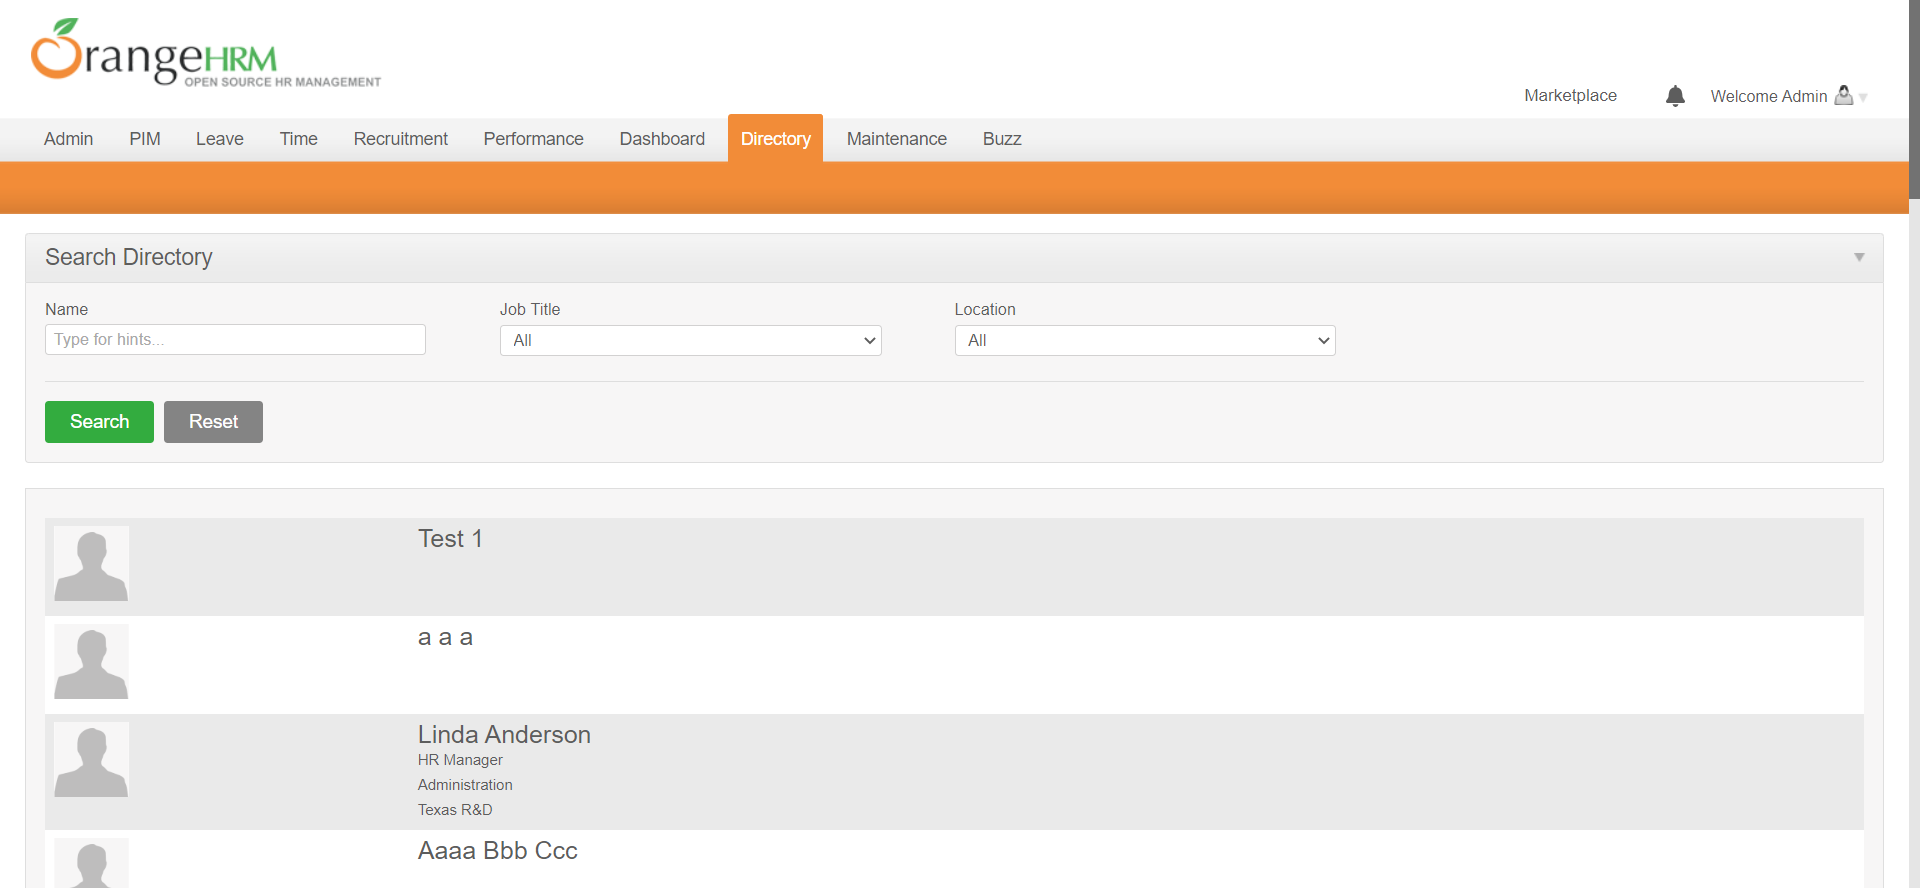 OrangeHRM
OPEN SOURCE HR MANAGEMENT
Marketplace
Welcome Admin
Admin PIM Leave Time Recruitment Performance Dashboard Directory Maintenance Buzz
Search Directory
Name Job Title Location
Type for hints... All All
Search Reset
Test 1
a a a
Linda Anderson
HR Manager
Administration
Texas R&D
Aaaa Bbb Ccc